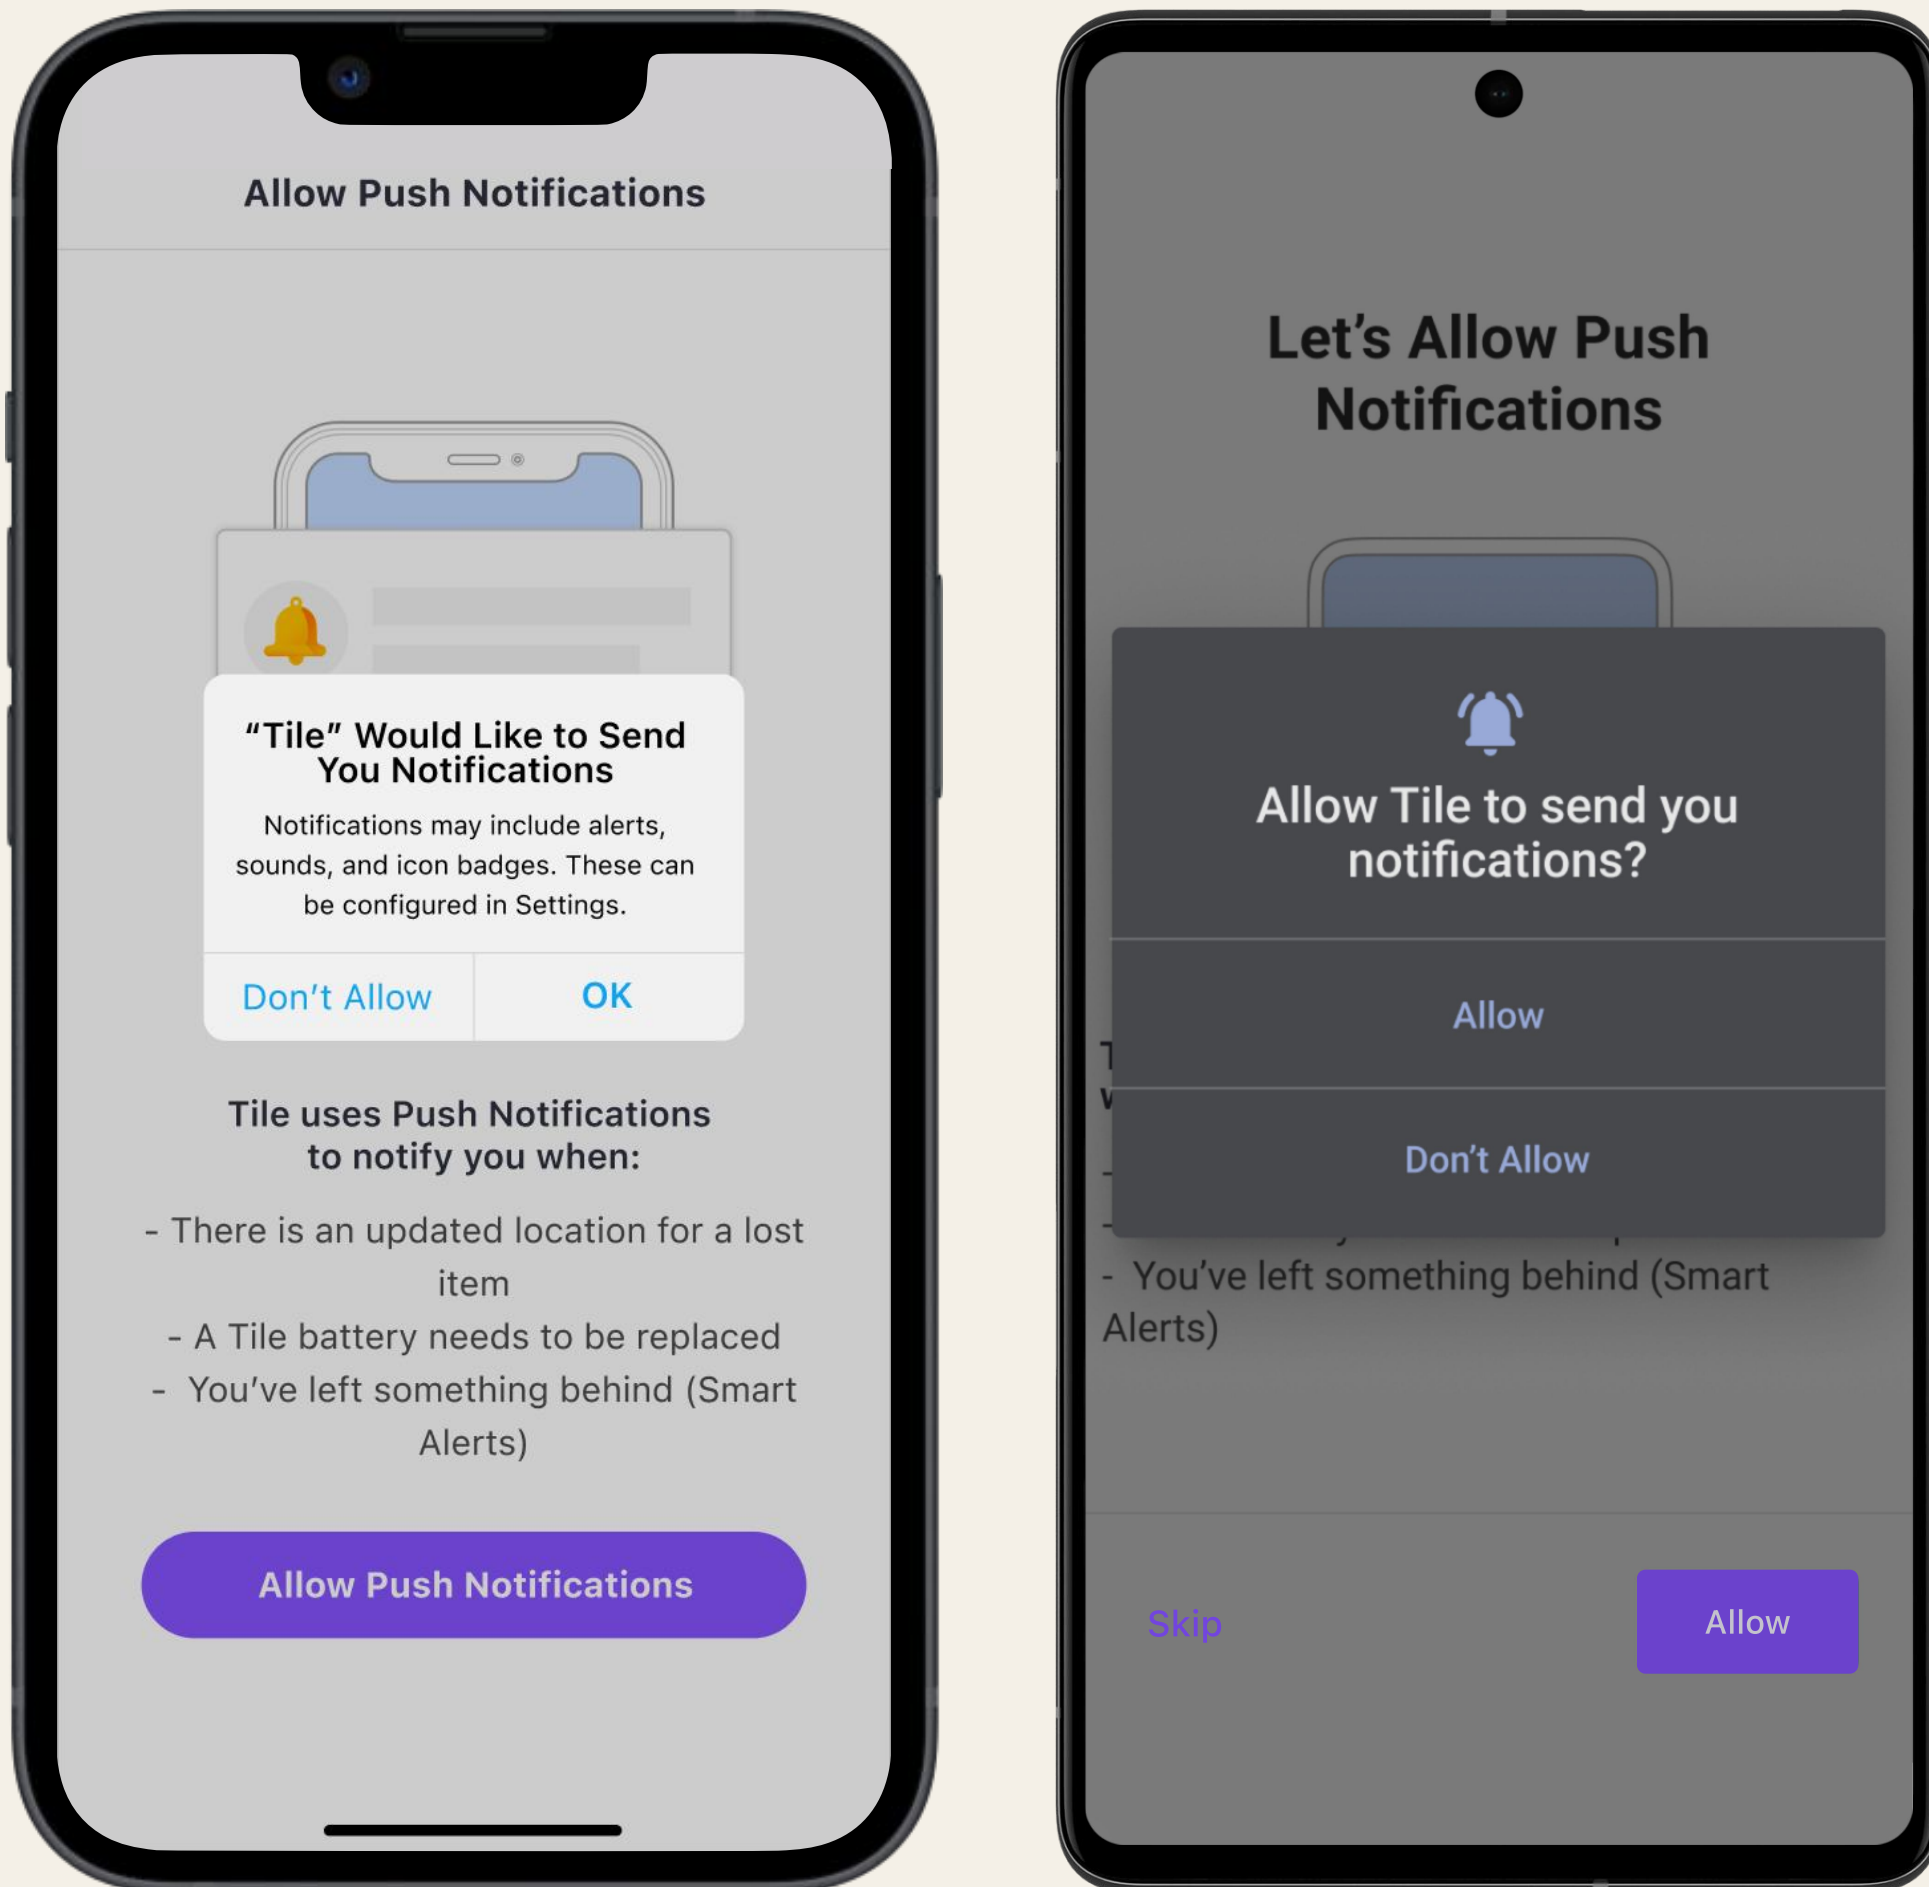 Allow Push Notifications
“Tile” Would Like to Send
You Notifications
Notifications may include alerts,
sounds, and icon badges. These can
be configured in Settings.
Don’t Allow
OK
Tile uses Push Notifications
to notify you when:
- There is an updated location for a lost
item
- A Tile battery needs to be replaced
-  You’ve left something behind (Smart
Alerts)
Allow Push Notifications
Let’s Allow Push
Notifications
Allow Tile to send you
notifications?
Allow
Don’t Allow
-  You’ve left something behind (Smart
Alerts)
Skip
Allow